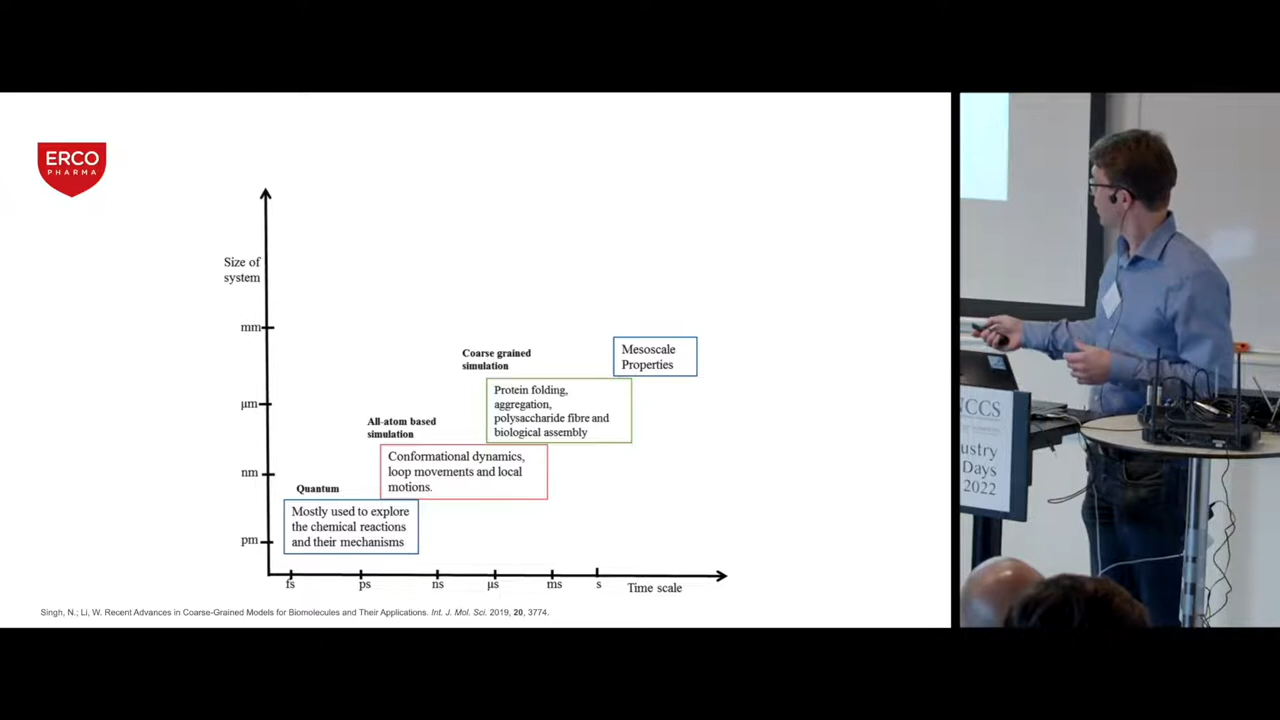 ERCO
PHARMA
Size of
system
mm
μm
nm
pm
Coarse grained
simulation
Mesoscale
Properties
Protein folding,
aggregation,
polysaccharide fibre and
biological assembly
All-atom based
simulation
Conformational dynamics,
loop movements and local
motions.
Quantum
Mostly used to explore
the chemical reactions
and their mechanisms
fs
ps
ns
μs
ms
s
Time scale
Singh, N.; Li, W. Recent Advances in Coarse-Grained Models for Biomolecules and Their Applications. Int. J. Mol. Sci. 2019, 20, 3774.
NCCS
ustry
Days
2022